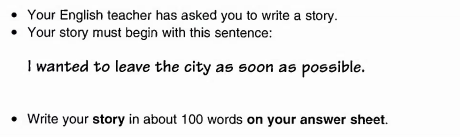 • Your English teacher has asked you to write a story.
• Your story must begin with this sentence:
I wanted to leave the city as soon as possible.
• Write your story in about 100 words on your answer sheet.